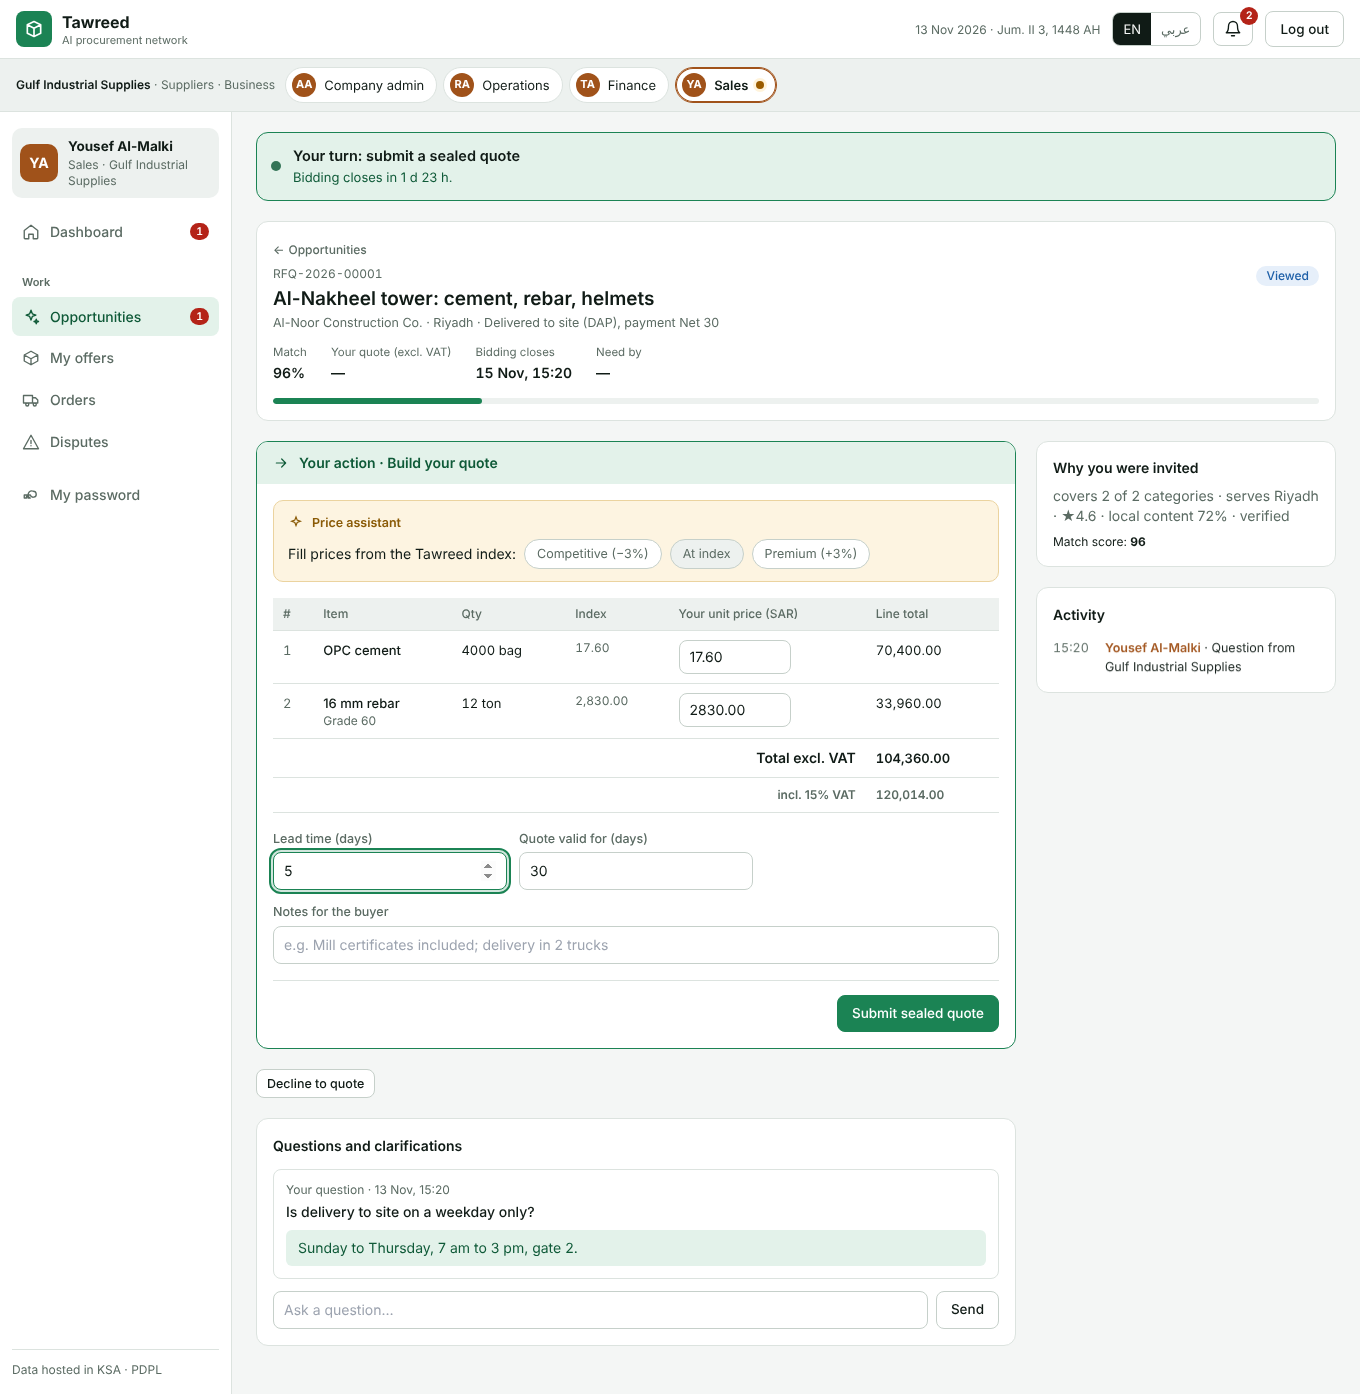 Tawreed
AI procurement network
13 Nov 2026 · Jum. II 3, 1448 AH
EN
عربي
2
Log out
Gulf Industrial Supplies · Suppliers · Business
AA Company admin
RA Operations
TA Finance
YA Sales
YA
Yousef Al-Malki
Sales · Gulf Industrial
Supplies
Dashboard 1
Work
Opportunities 1
My offers
Orders
Disputes
My password
Data hosted in KSA · PDPL
Your turn: submit a sealed quote
Bidding closes in 1 d 23 h.
← Opportunities
RFQ-2026-00001
Viewed
Al-Nakheel tower: cement, rebar, helmets
Al-Noor Construction Co. · Riyadh · Delivered to site (DAP), payment Net 30
Match Your quote (excl. VAT) Bidding closes Need by
96% — 15 Nov, 15:20 —
→ Your action · Build your quote
Price assistant
Fill prices from the Tawreed index: Competitive (−3%) At index Premium (+3%)
# Item Qty Index Your unit price (SAR) Line total
1 OPC cement 4000 bag 17.60 17.60 70,400.00
2 16 mm rebar 12 ton 2,830.00 2830.00 33,960.00
Grade 60
Total excl. VAT 104,360.00
incl. 15% VAT 120,014.00
Lead time (days) Quote valid for (days)
5 30
Notes for the buyer
e.g. Mill certificates included; delivery in 2 trucks
Submit sealed quote
Decline to quote
Questions and clarifications
Your question · 13 Nov, 15:20
Is delivery to site on a weekday only?
Sunday to Thursday, 7 am to 3 pm, gate 2.
Ask a question...
Send
Why you were invited
covers 2 of 2 categories · serves Riyadh
· ★4.6 · local content 72% · verified
Match score: 96
Activity
15:20 Yousef Al-Malki · Question from
Gulf Industrial Supplies